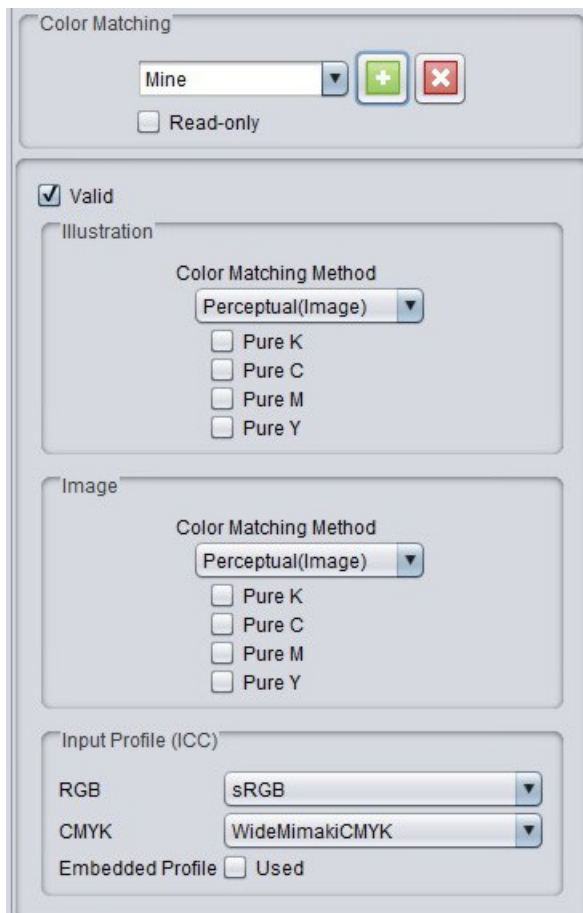 Color Matching
Mine
Read-only
Valid
Illustration
Color Matching Method
Perceptual(Image)
Pure K
Pure C
Pure M
Pure Y
Image
Color Matching Method
Perceptual(Image)
Pure K
Pure C
Pure M
Pure Y
Input Profile (ICC)
RGB sRGB
CMYK WideMimakiCMYK
Embedded Profile Used